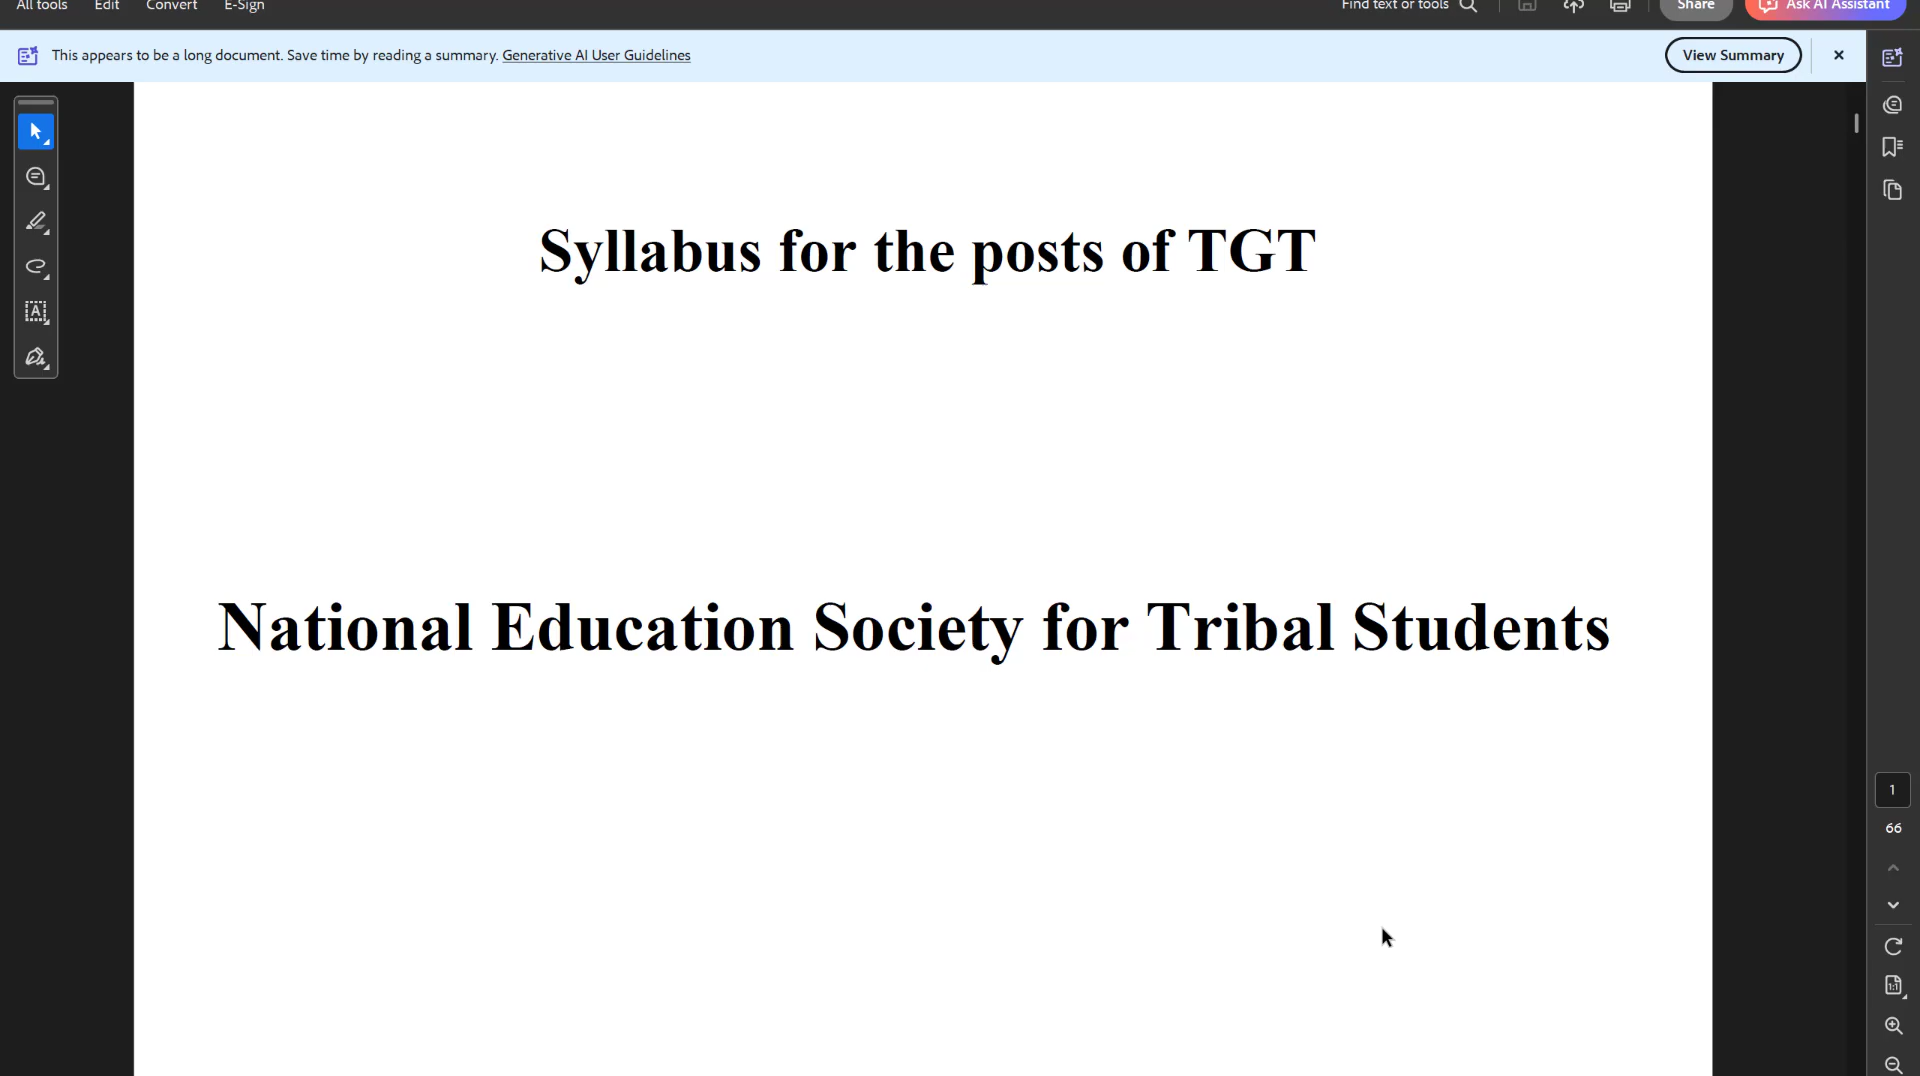 All tools Edit Convert E-Sign Find text or tools Share Ask AI Assistant
This appears to be a long document. Save time by reading a summary. Generative AI User Guidelines View Summary
Syllabus for the posts of TGT
National Education Society for Tribal Students
1
66